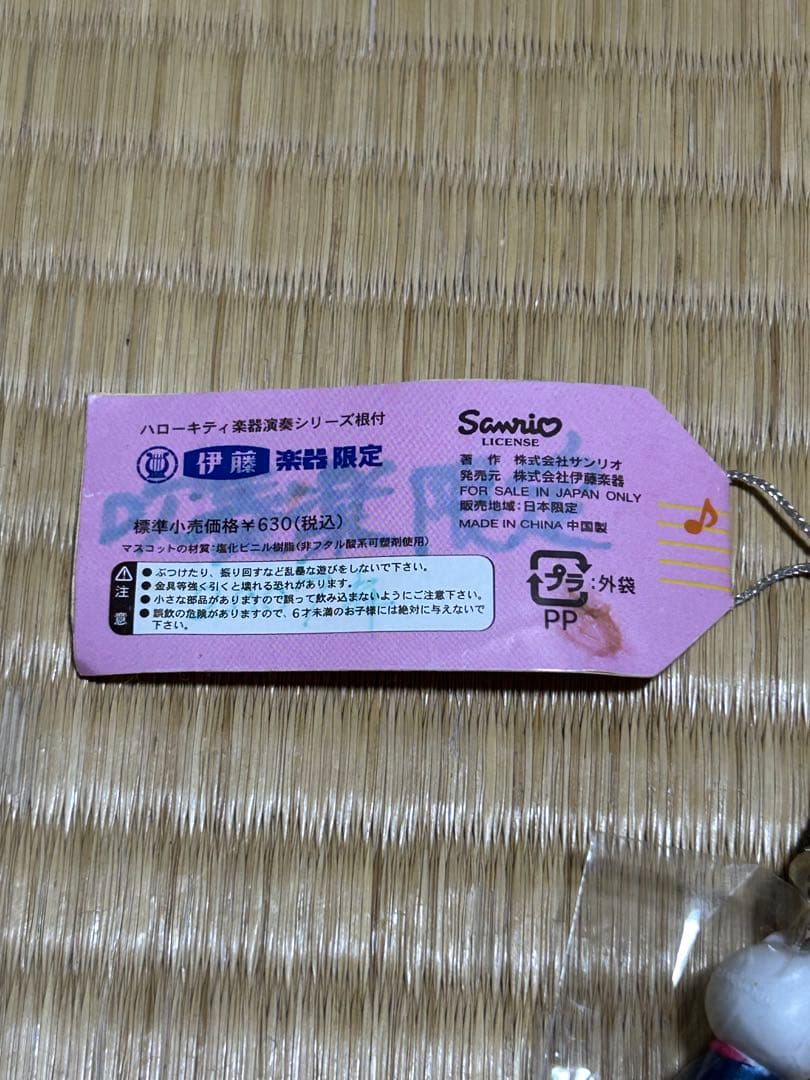 ハローキティ楽器演奏シリーズ根付
伊藤 楽器限定
標準小売価格￥630(税込)
マスコットの材質:塩化ビニル樹脂(非フタル酸系可塑剤使用)
注意
● ぶつけたり、振り回すなど乱暴な遊びをしないで下さい。
● 金具等強く引くと壊れる恐れがあります。
● 小さな部品がありますので誤って飲み込まないようにご注意下さい。
● 誤飲の危険がありますので、6才未満のお子様には絶対に与えないで
下さい。
Sanrio
LICENSE
著 作 株式会社サンリオ
発売元 株式会社伊藤楽器
FOR SALE IN JAPAN ONLY
販売地域:日本限定
MADE IN CHINA 中国製
プラ:外袋
PP